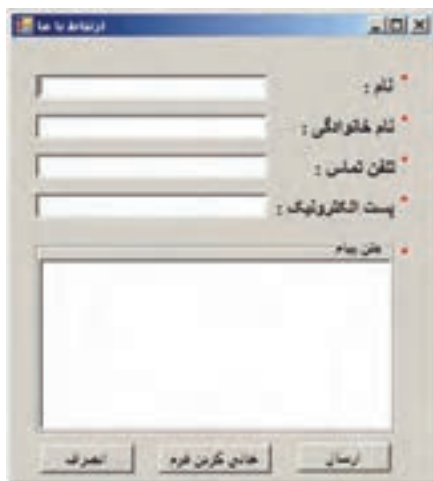 ارتباط با ما
* نام :
* نام خانوادگی :
* تلفن تماس :
* پست الکترونیک :
* متن پیام
ارسال خالی کردن فرم انصراف